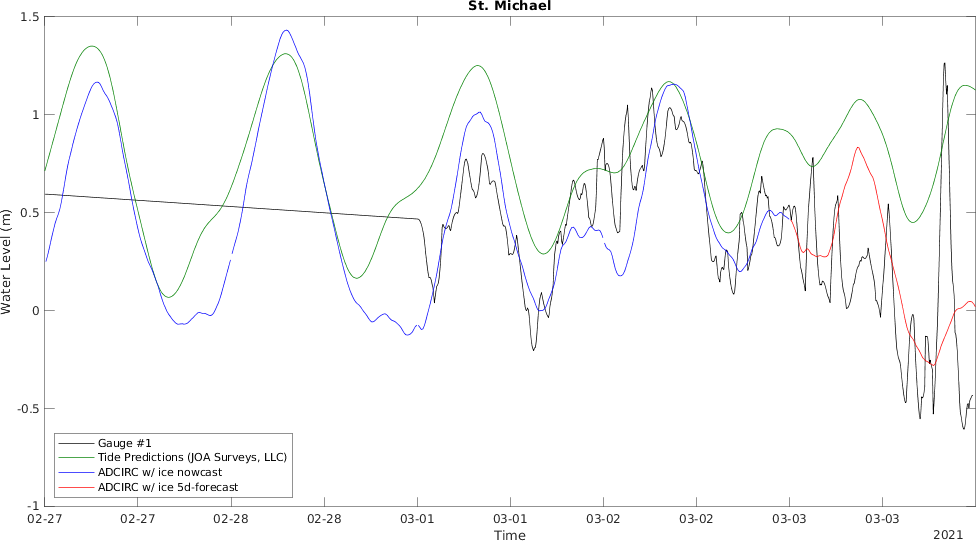 St. Michael
1.5
1
0.5
0
-0.5
-1
Water Level (m)
Gauge #1
Tide Predictions (JOA Surveys, LLC)
ADCIRC w/ ice nowcast
ADCIRC w/ ice 5d-forecast
02-27 02-27 02-28 02-28 03-01 03-01 03-02 03-02 03-03 03-03
Time
2021